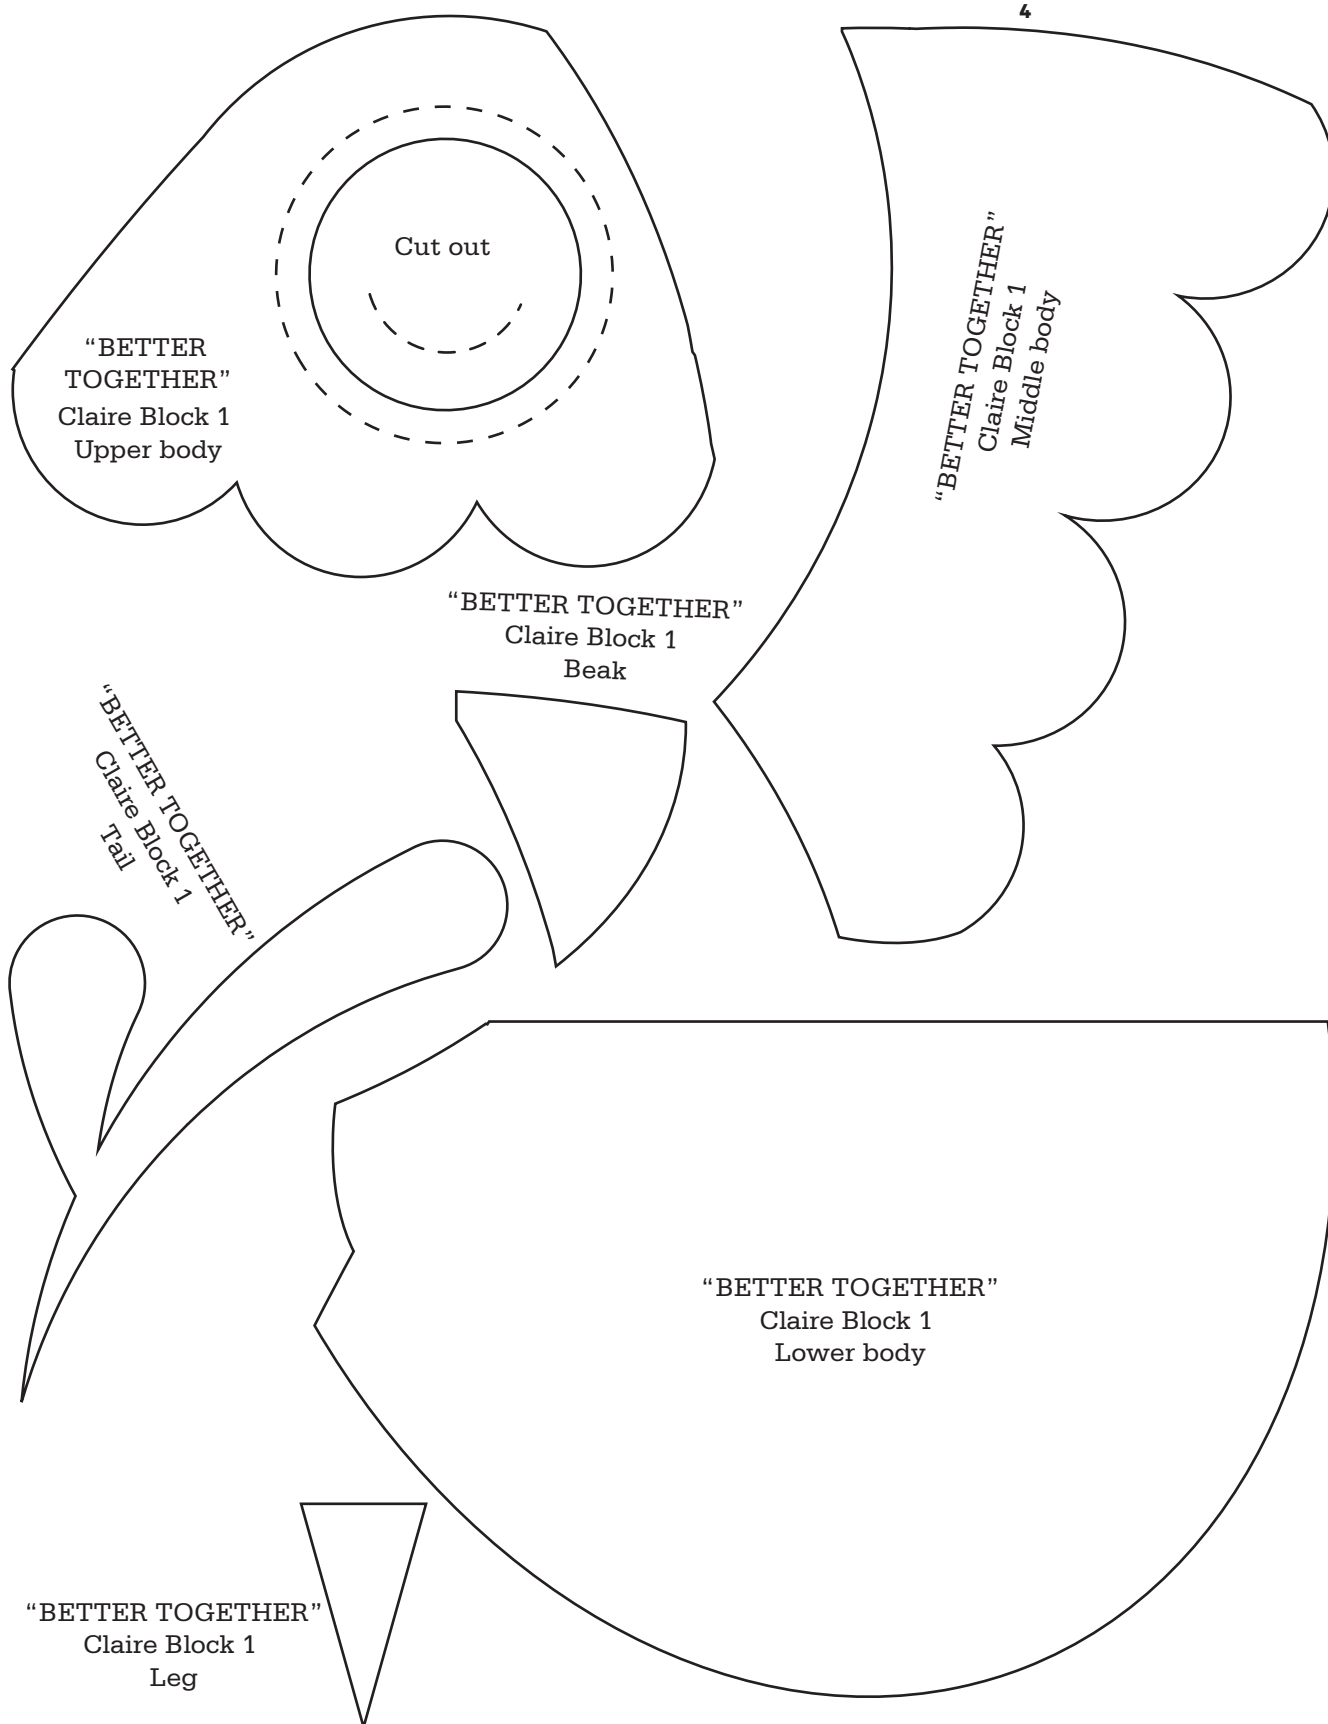 4
Cut out
“BETTER
TOGETHER”
Claire Block 1
Upper body
“BETTER TOGETHER”
Claire Block 1
Middle body
“BETTER TOGETHER”
Claire Block 1
Beak
“BETTER TOGETHER”
Claire Block 1
Tail
“BETTER TOGETHER”
Claire Block 1
Lower body
“BETTER TOGETHER”
Claire Block 1
Leg